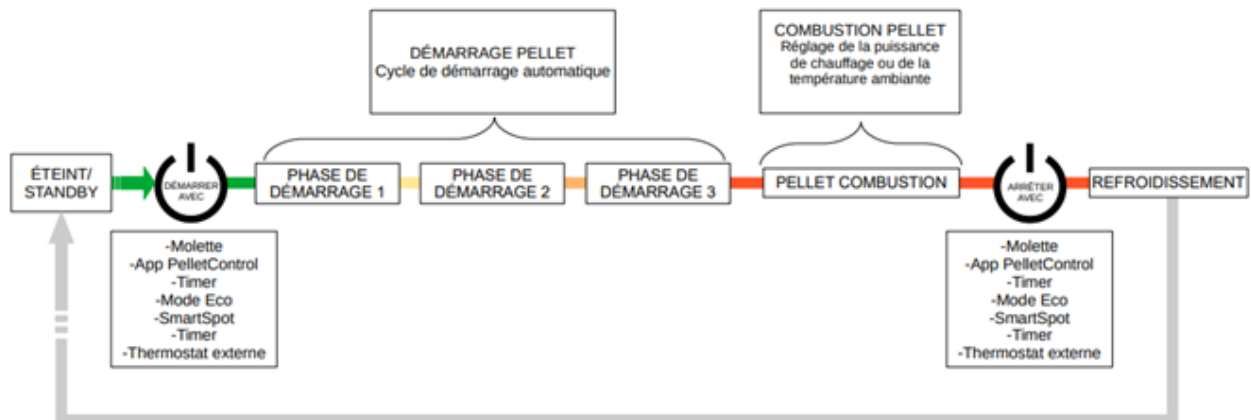 DÉMARRAGE PELLET
Cycle de démarrage automatique
COMBUSTION PELLET
Réglage de la puissance
de chauffage ou de la
température ambiante
ÉTEINT/
STANDBY
DÉMARRER
AVEC
PHASE DE
DÉMARRAGE 1
PHASE DE
DÉMARRAGE 2
PHASE DE
DÉMARRAGE 3
PELLET COMBUSTION
ARRÊTER
AVEC
REFROIDISSEMENT
-Molette
-App PelletControl
-Timer
-Mode Eco
-SmartSpot
-Timer
-Thermostat externe
-Molette
-App PelletControl
-Timer
-Mode Eco
-SmartSpot
-Timer
-Thermostat externe